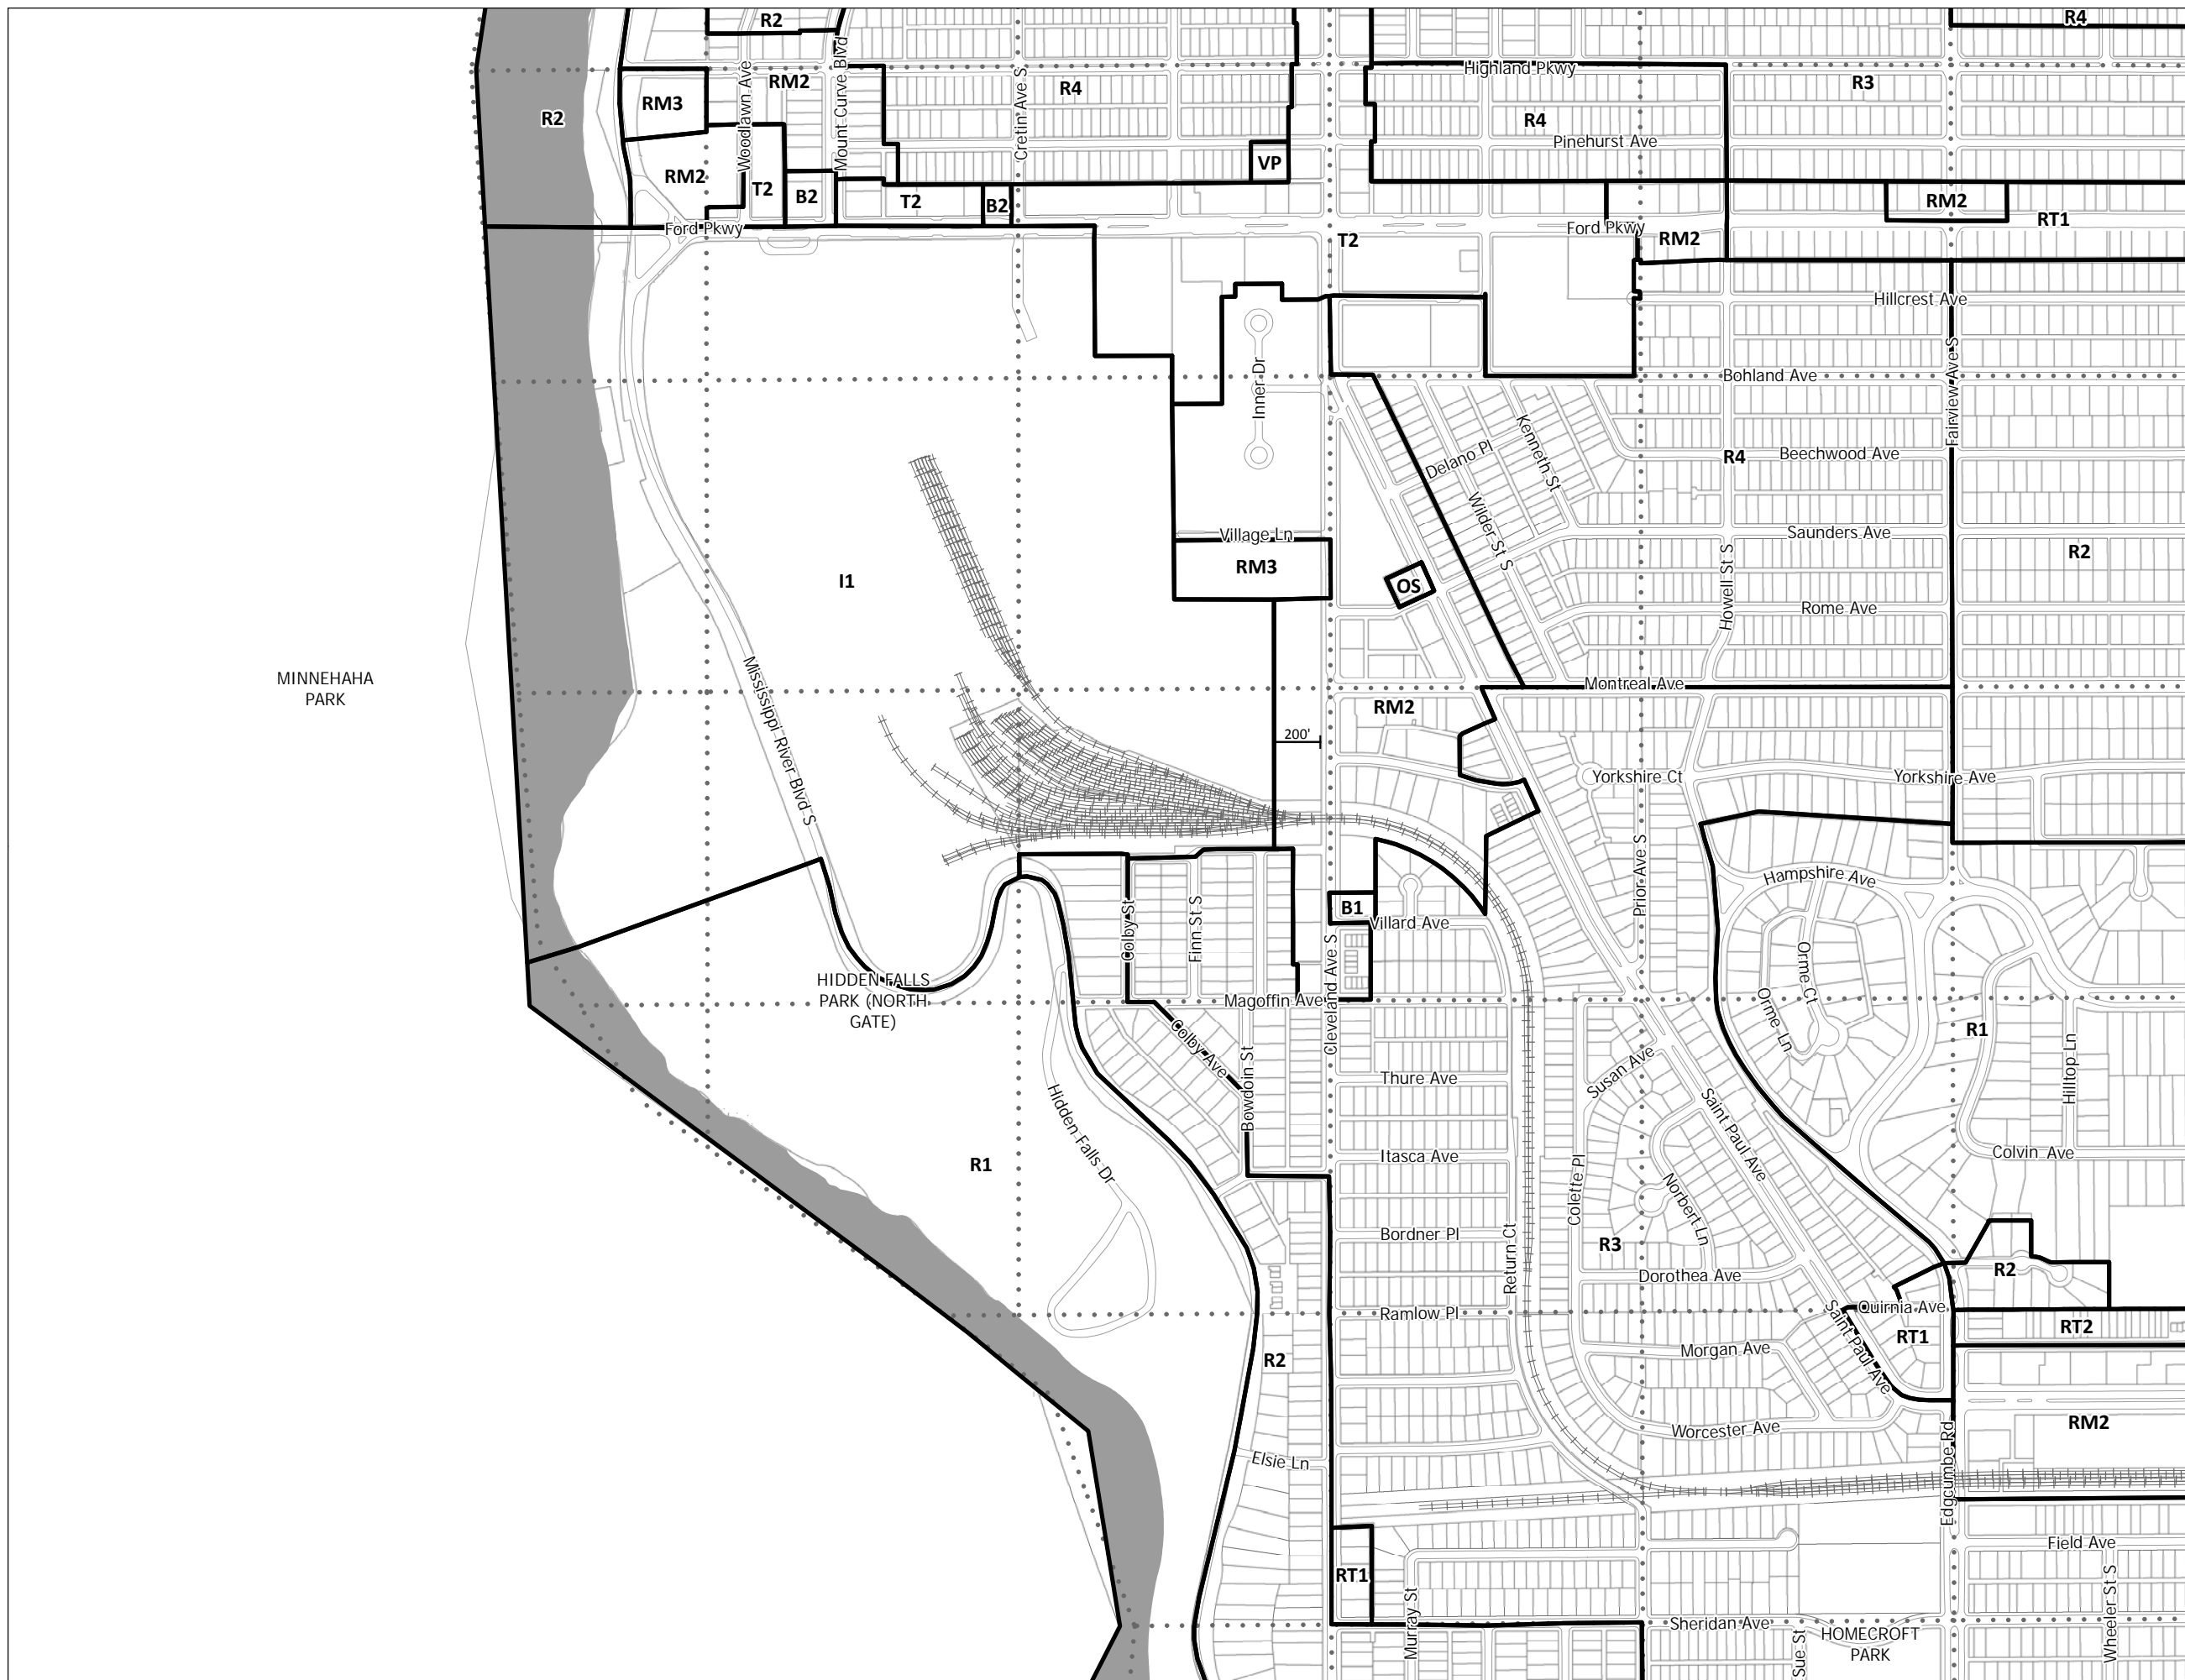 R2
R4
Highland Pkwy
RM2
R4
R3
RM3
R2
Woodlawn Ave
Mount Curve Blvd
Cretin Ave S
R4
Pinehurst Ave
VP
RM2
T2
B2
T2
B2
RM2
RT1
Ford Pkwy
T2
Ford Pkwy
RM2
Hillcrest Ave
Inner Dr
Bohland Ave
Fairview Ave S
Delano Pl
Kenneth St
R4
Beechwood Ave
Wilder St S
Village Ln
Saunders Ave
R2
RM3
OS
I1
Howell St S
Rome Ave
MINNEHAHA
PARK
Montreal Ave
RM2
Mississippi River Blvd S
200'
Yorkshire Ct
Yorkshire Ave
Prior Ave S
Hampshire Ave
B1
Villard Ave
Colby St
Finn St S
Cleveland Ave S
Orme Ct
Orme Ln
HIDDEN FALLS
PARK (NORTH
GATE)
Magoffin Ave
R1
Colby Ave
Bowdoin St
Hilltop Ln
Susan Ave
Thure Ave
Hidden Falls Dr
Saint Paul Ave
Itasca Ave
Colvin Ave
R1
Colette Pl
Norbert Ln
Bordner Pl
Return Ct
R3
Dorothea Ave
R2
Ramlow Pl
Quirnia Ave
Saint Paul Ave
RT1
RT2
Morgan Ave
R2
Worcester Ave
RM2
Edgcumbe Rd
Elsie Ln
Field Ave
RT1
Murray St
Wheeler St S
Sheridan Ave
Sue St
HOMECROFT
PARK